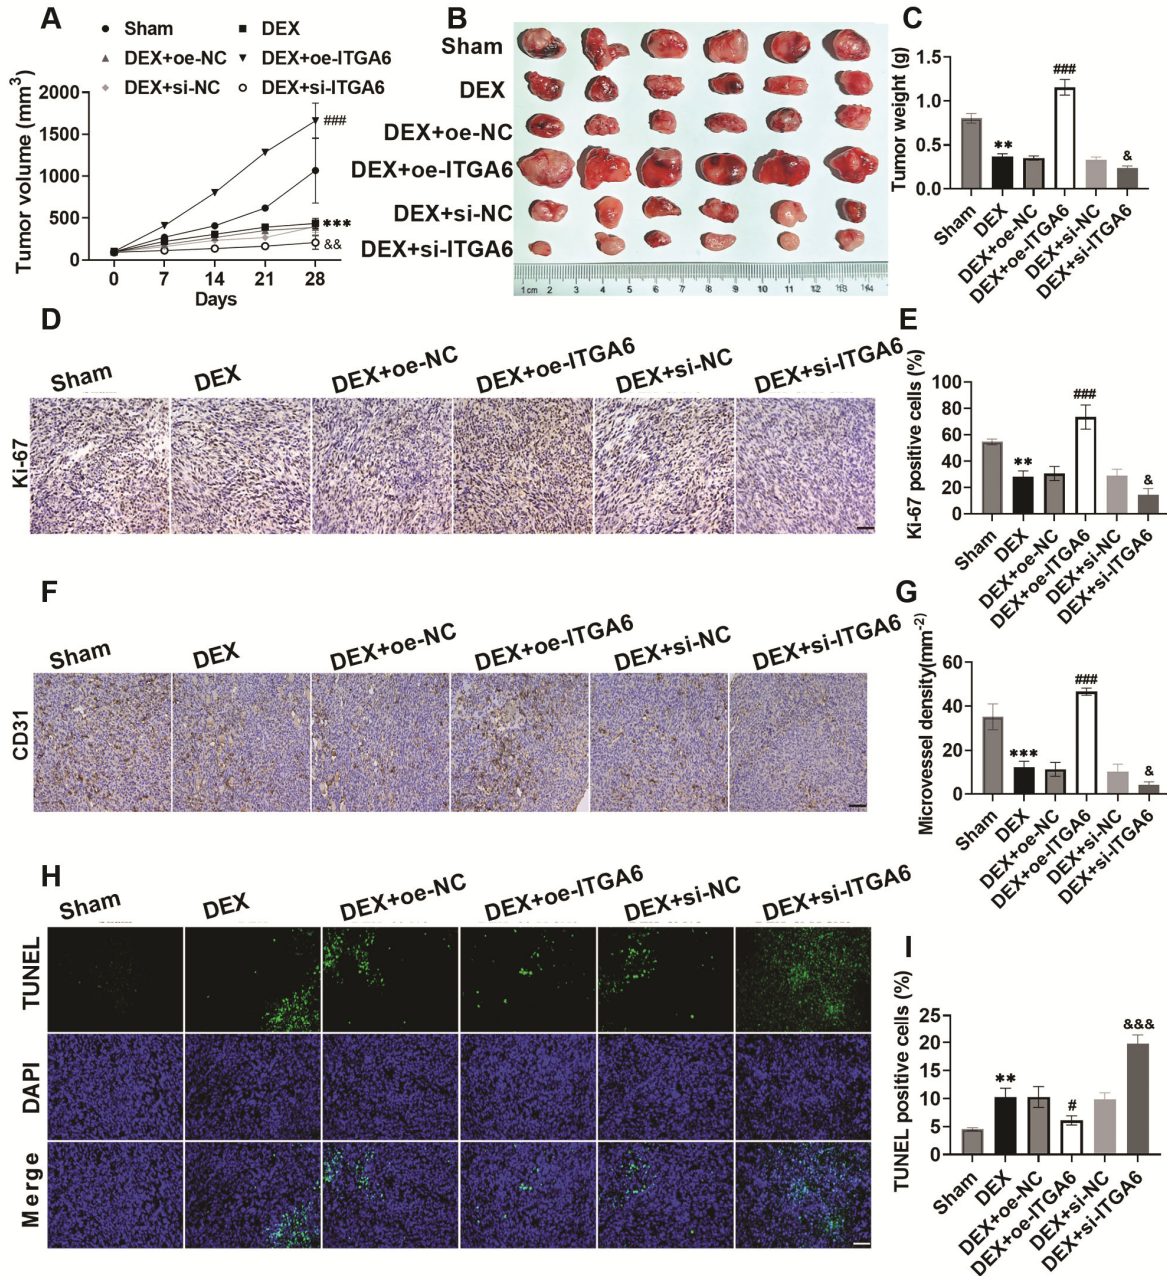 A
Sham
DEX
DEX+oe-NC
DEX+oe-ITGA6
DEX+si-NC
DEX+si-ITGA6
Tumor volume (mm³)
2000
1500
1000
500
0
###
***
&&
0 7 14 21 28
Days
B
Sham
DEX
DEX+oe-NC
DEX+oe-ITGA6
DEX+si-NC
DEX+si-ITGA6
1cm 2 3 4 5 6 7 8 9 10 11 12 13 14
C
Tumor weight (g)
1.5
1.0
0.5
0.0
**
###
&
Sham
DEX
DEX+oe-NC
DEX+oe-ITGA6
DEX+si-NC
DEX+si-ITGA6
D
Sham
DEX
DEX+oe-NC
DEX+oe-ITGA6
DEX+si-NC
DEX+si-ITGA6
Ki-67
E
Ki-67 positive cells (%)
100
80
60
40
20
0
**
###
&
Sham
DEX
DEX+oe-NC
DEX+oe-ITGA6
DEX+si-NC
DEX+si-ITGA6
F
Sham
DEX
DEX+oe-NC
DEX+oe-ITGA6
DEX+si-NC
DEX+si-ITGA6
CD31
G
Microvessel density(mm⁻²)
60
40
20
0
***
###
&
Sham
DEX
DEX+oe-NC
DEX+oe-ITGA6
DEX+si-NC
DEX+si-ITGA6
H
Sham
DEX
DEX+oe-NC
DEX+oe-ITGA6
DEX+si-NC
DEX+si-ITGA6
TUNEL
DAPI
Merge
I
TUNEL positive cells (%)
25
20
15
10
5
0
**
#
&&&
Sham
DEX
DEX+oe-NC
DEX+oe-ITGA6
DEX+si-NC
DEX+si-ITGA6